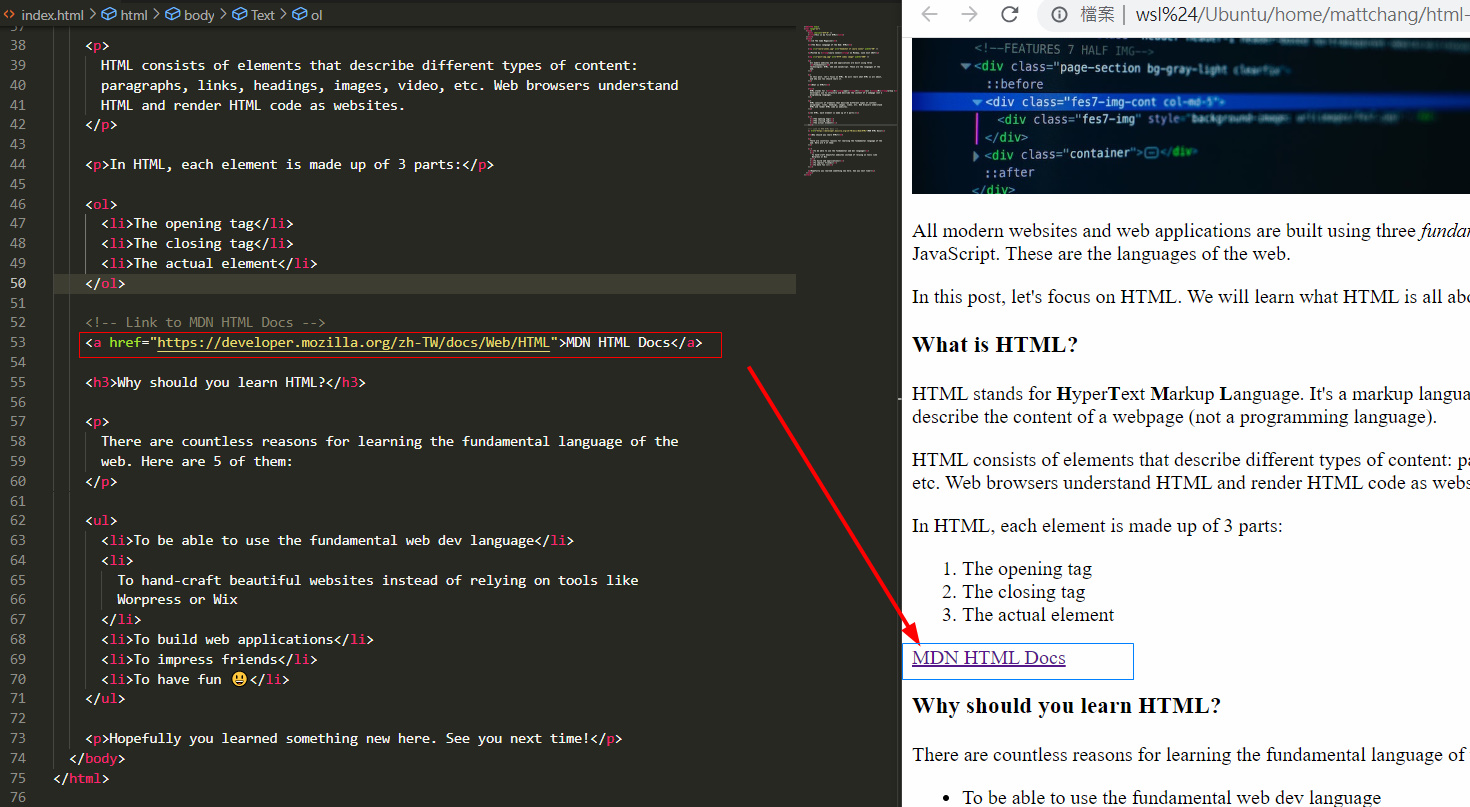 index.html > html > body > Text > ol
37
38 <p>
39 HTML consists of elements that describe different types of content:
40 paragraphs, links, headings, images, video, etc. Web browsers understand
41 HTML and render HTML code as websites.
42 </p>
43
44 <p>In HTML, each element is made up of 3 parts:</p>
45
46 <ol>
47 <li>The opening tag</li>
48 <li>The closing tag</li>
49 <li>The actual element</li>
50 </ol>
51
52 <!-- Link to MDN HTML Docs -->
53 <a href="https://developer.mozilla.org/zh-TW/docs/Web/HTML">MDN HTML Docs</a>
54
55 <h3>Why should you learn HTML?</h3>
56
57 <p>
58 There are countless reasons for learning the fundamental language of the
59 web. Here are 5 of them:
60 </p>
61
62 <ul>
63 <li>To be able to use the fundamental web dev language</li>
64 <li>
65 To hand-craft beautiful websites instead of relying on tools like
66 Worpress or Wix
67 </li>
68 <li>To build web applications</li>
69 <li>To impress friends</li>
70 <li>To have fun 😃</li>
71 </ul>
72
73 <p>Hopefully you learned something new here. See you next time!</p>
74 </body>
75 </html>
76
檔案 | wsl%24/Ubuntu/home/mattchang/html-
<!--FEATURES 7 HALF IMG-->
<div class="page-section bg-gray-light clearfix">
::before
<div class="fes7-img-cont col-md-5">
<div class="fes7-img" style="background-image:
</div>
<div class="container"></div>
::after
</div>
All modern websites and web applications are built using three funda
JavaScript. These are the languages of the web.
In this post, let's focus on HTML. We will learn what HTML is all abo
What is HTML?
HTML stands for HyperText Markup Language. It's a markup langua
describe the content of a webpage (not a programming language).
HTML consists of elements that describe different types of content: pa
etc. Web browsers understand HTML and render HTML code as webs
In HTML, each element is made up of 3 parts:
1. The opening tag
2. The closing tag
3. The actual element
MDN HTML Docs
Why should you learn HTML?
There are countless reasons for learning the fundamental language of
• To be able to use the fundamental web dev language